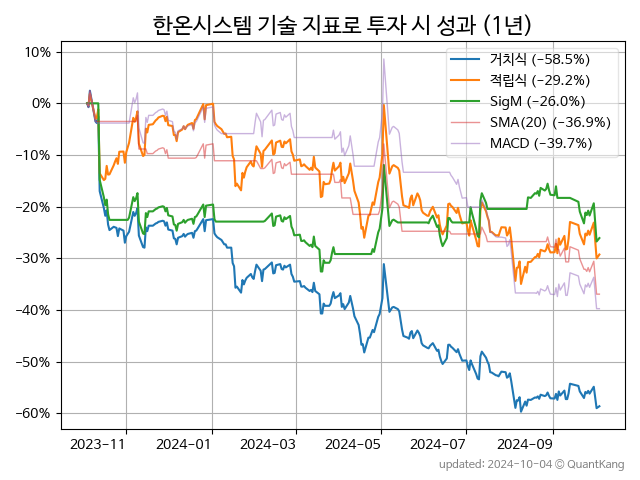 한온시스템 기술 지표로 투자 시 성과 (1년)
거치식 (−58.5%)
적립식 (−29.2%)
SigM (−26.0%)
SMA(20) (−36.9%)
MACD (−39.7%)
10%
0%
−10%
−20%
−30%
−40%
−50%
−60%
2023−11 2024−01 2024−03 2024−05 2024−07 2024−09
updated: 2024-10-04 © QuantKang